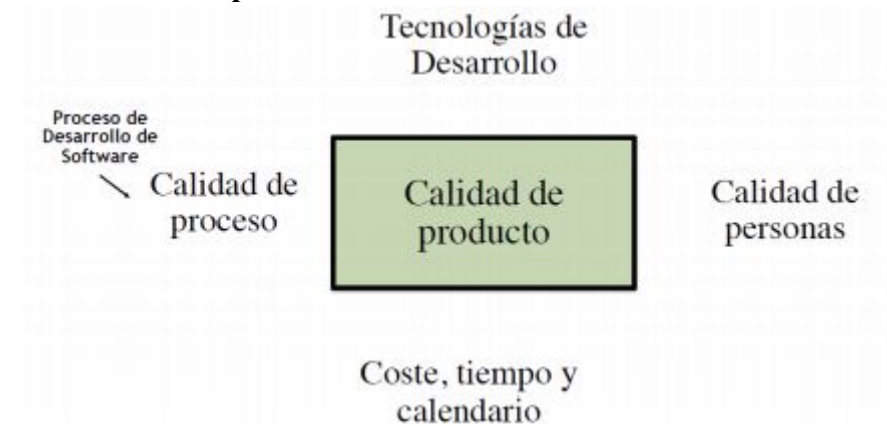 Tecnologías de
Desarrollo
Proceso de
Desarrollo de
Software
Calidad de
proceso
Calidad de
producto
Calidad de
personas
Coste, tiempo y
calendario